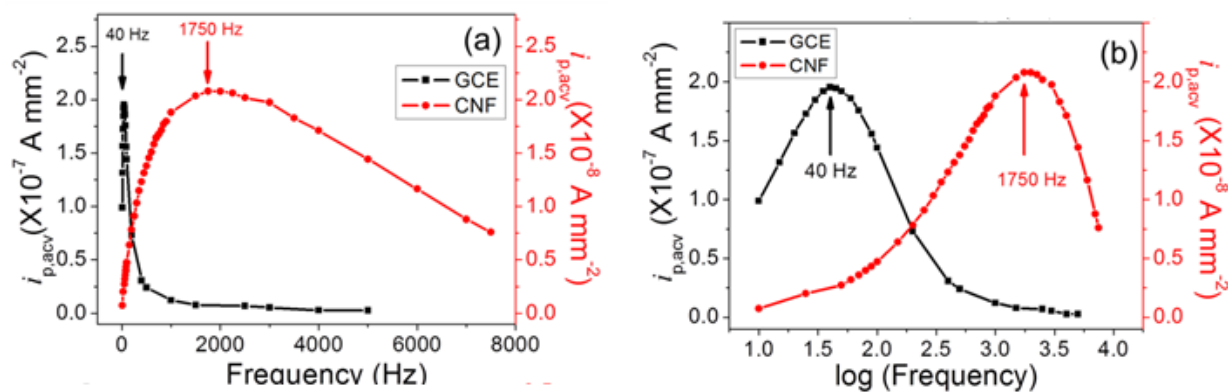 40 Hz
1750 Hz
(a)
GCE
CNF
2.5
2.0
1.5
1.0
0.5
0.0
i p,acv (X10⁻⁷ A mm⁻²)
2.5
2.0
1.5
1.0
0.5
0.0
i p,acv (X10⁻⁸ A mm⁻²)
0 2000 4000 6000 8000
Frequency (Hz)
(b)
GCE
CNF
40 Hz
1750 Hz
2.5
2.0
1.5
1.0
0.5
0.0
i p,acv (X10⁻⁷ A mm⁻²)
2.5
2.0
1.5
1.0
0.5
0.0
i p,acv (X10⁻⁸ A mm⁻²)
1.0 1.5 2.0 2.5 3.0 3.5 4.0
log (Frequency)